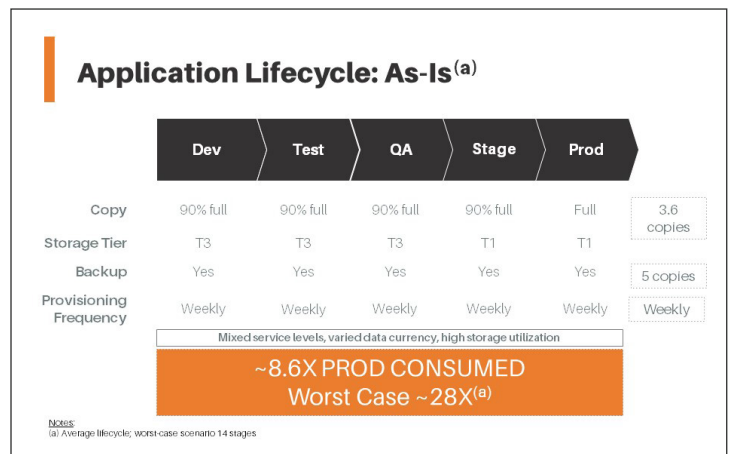 Application Lifecycle: As-Is(a)
Dev Test QA Stage Prod
Copy 90% full 90% full 90% full 90% full Full 3.6 copies
Storage Tier T3 T3 T3 T1 T1
Backup Yes Yes Yes Yes Yes 5 copies
Provisioning Frequency Weekly Weekly Weekly Weekly Weekly Weekly
Mixed service levels, varied data currency, high storage utilization
~8.6X PROD CONSUMED
Worst Case ~28X(a)
Notes:
(a) Average lifecycle; worst-case scenario 14 stages